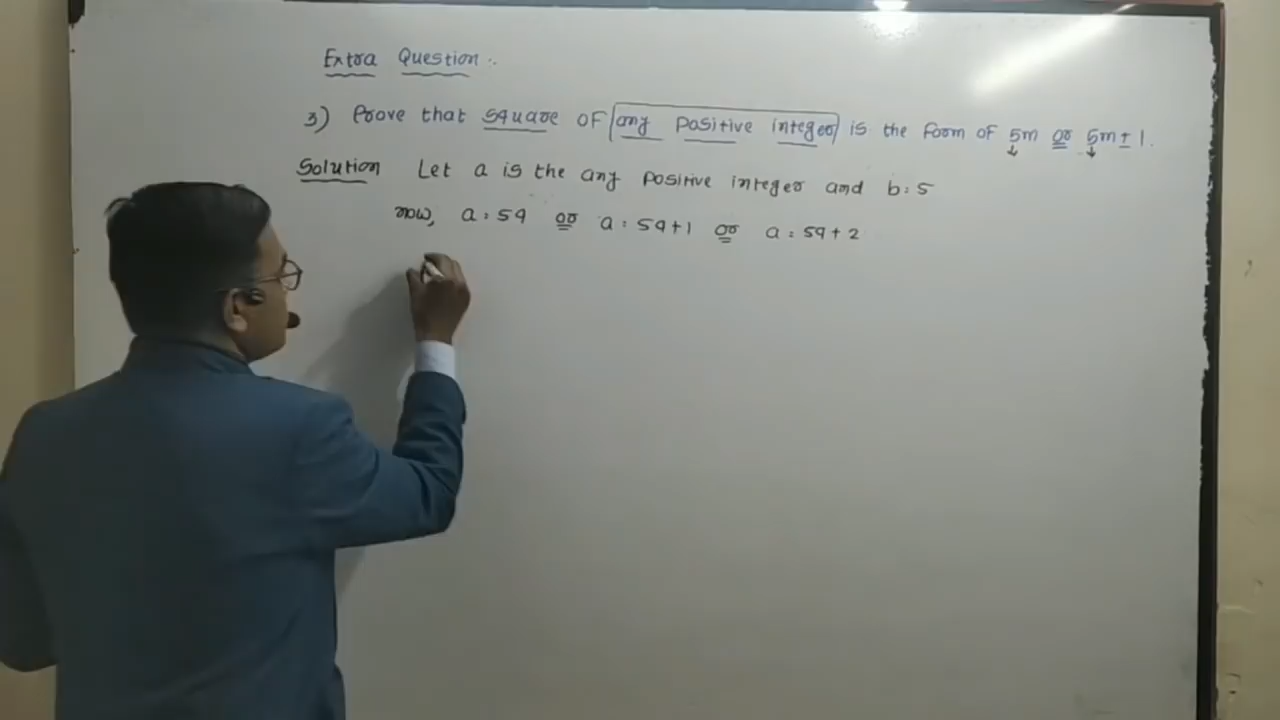 Extra Question :-
3) Prove that square of any positive integer is the form of 5m or 5m ± 1.
Solution Let a is the any positive integer and b = 5
now, a = 5q or a = 5q+1 or a = 5q + 2